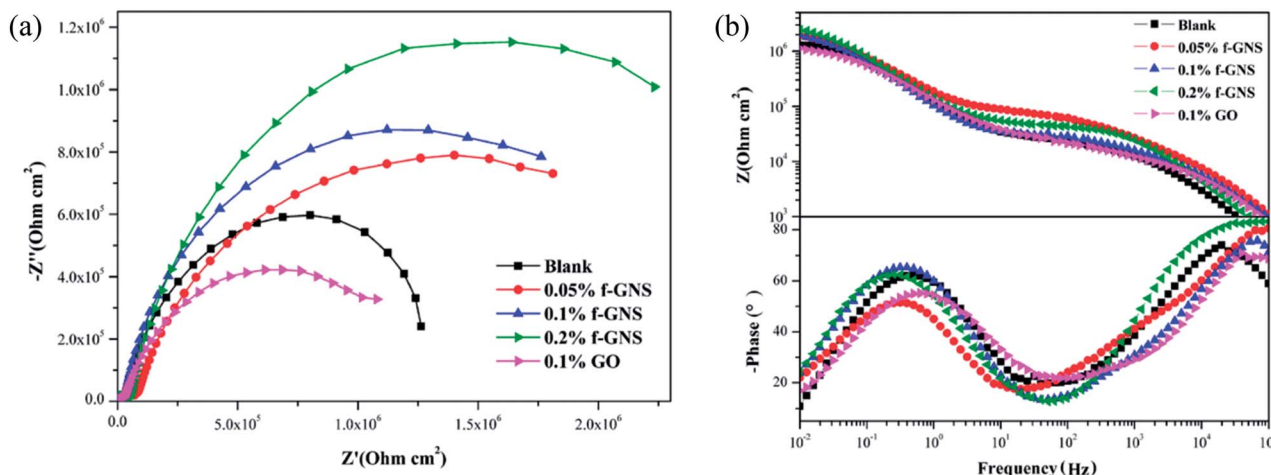 (a)
1.2x10⁶
1.0x10⁶
8.0x10⁵
6.0x10⁵
4.0x10⁵
2.0x10⁵
0.0
-Z''(Ohm cm²)
Blank
0.05% f-GNS
0.1% f-GNS
0.2% f-GNS
0.1% GO
0.0
5.0x10⁵
1.0x10⁶
1.5x10⁶
2.0x10⁶
Z'(Ohm cm²)
(b)
10⁶
10⁵
10⁴
10³
Z(Ohm cm²)
Blank
0.05% f-GNS
0.1% f-GNS
0.2% f-GNS
0.1% GO
80
60
40
20
-Phase(°)
10⁻²
10⁻¹
10⁰
10¹
10²
10³
10⁴
10⁵
Frequency(Hz)